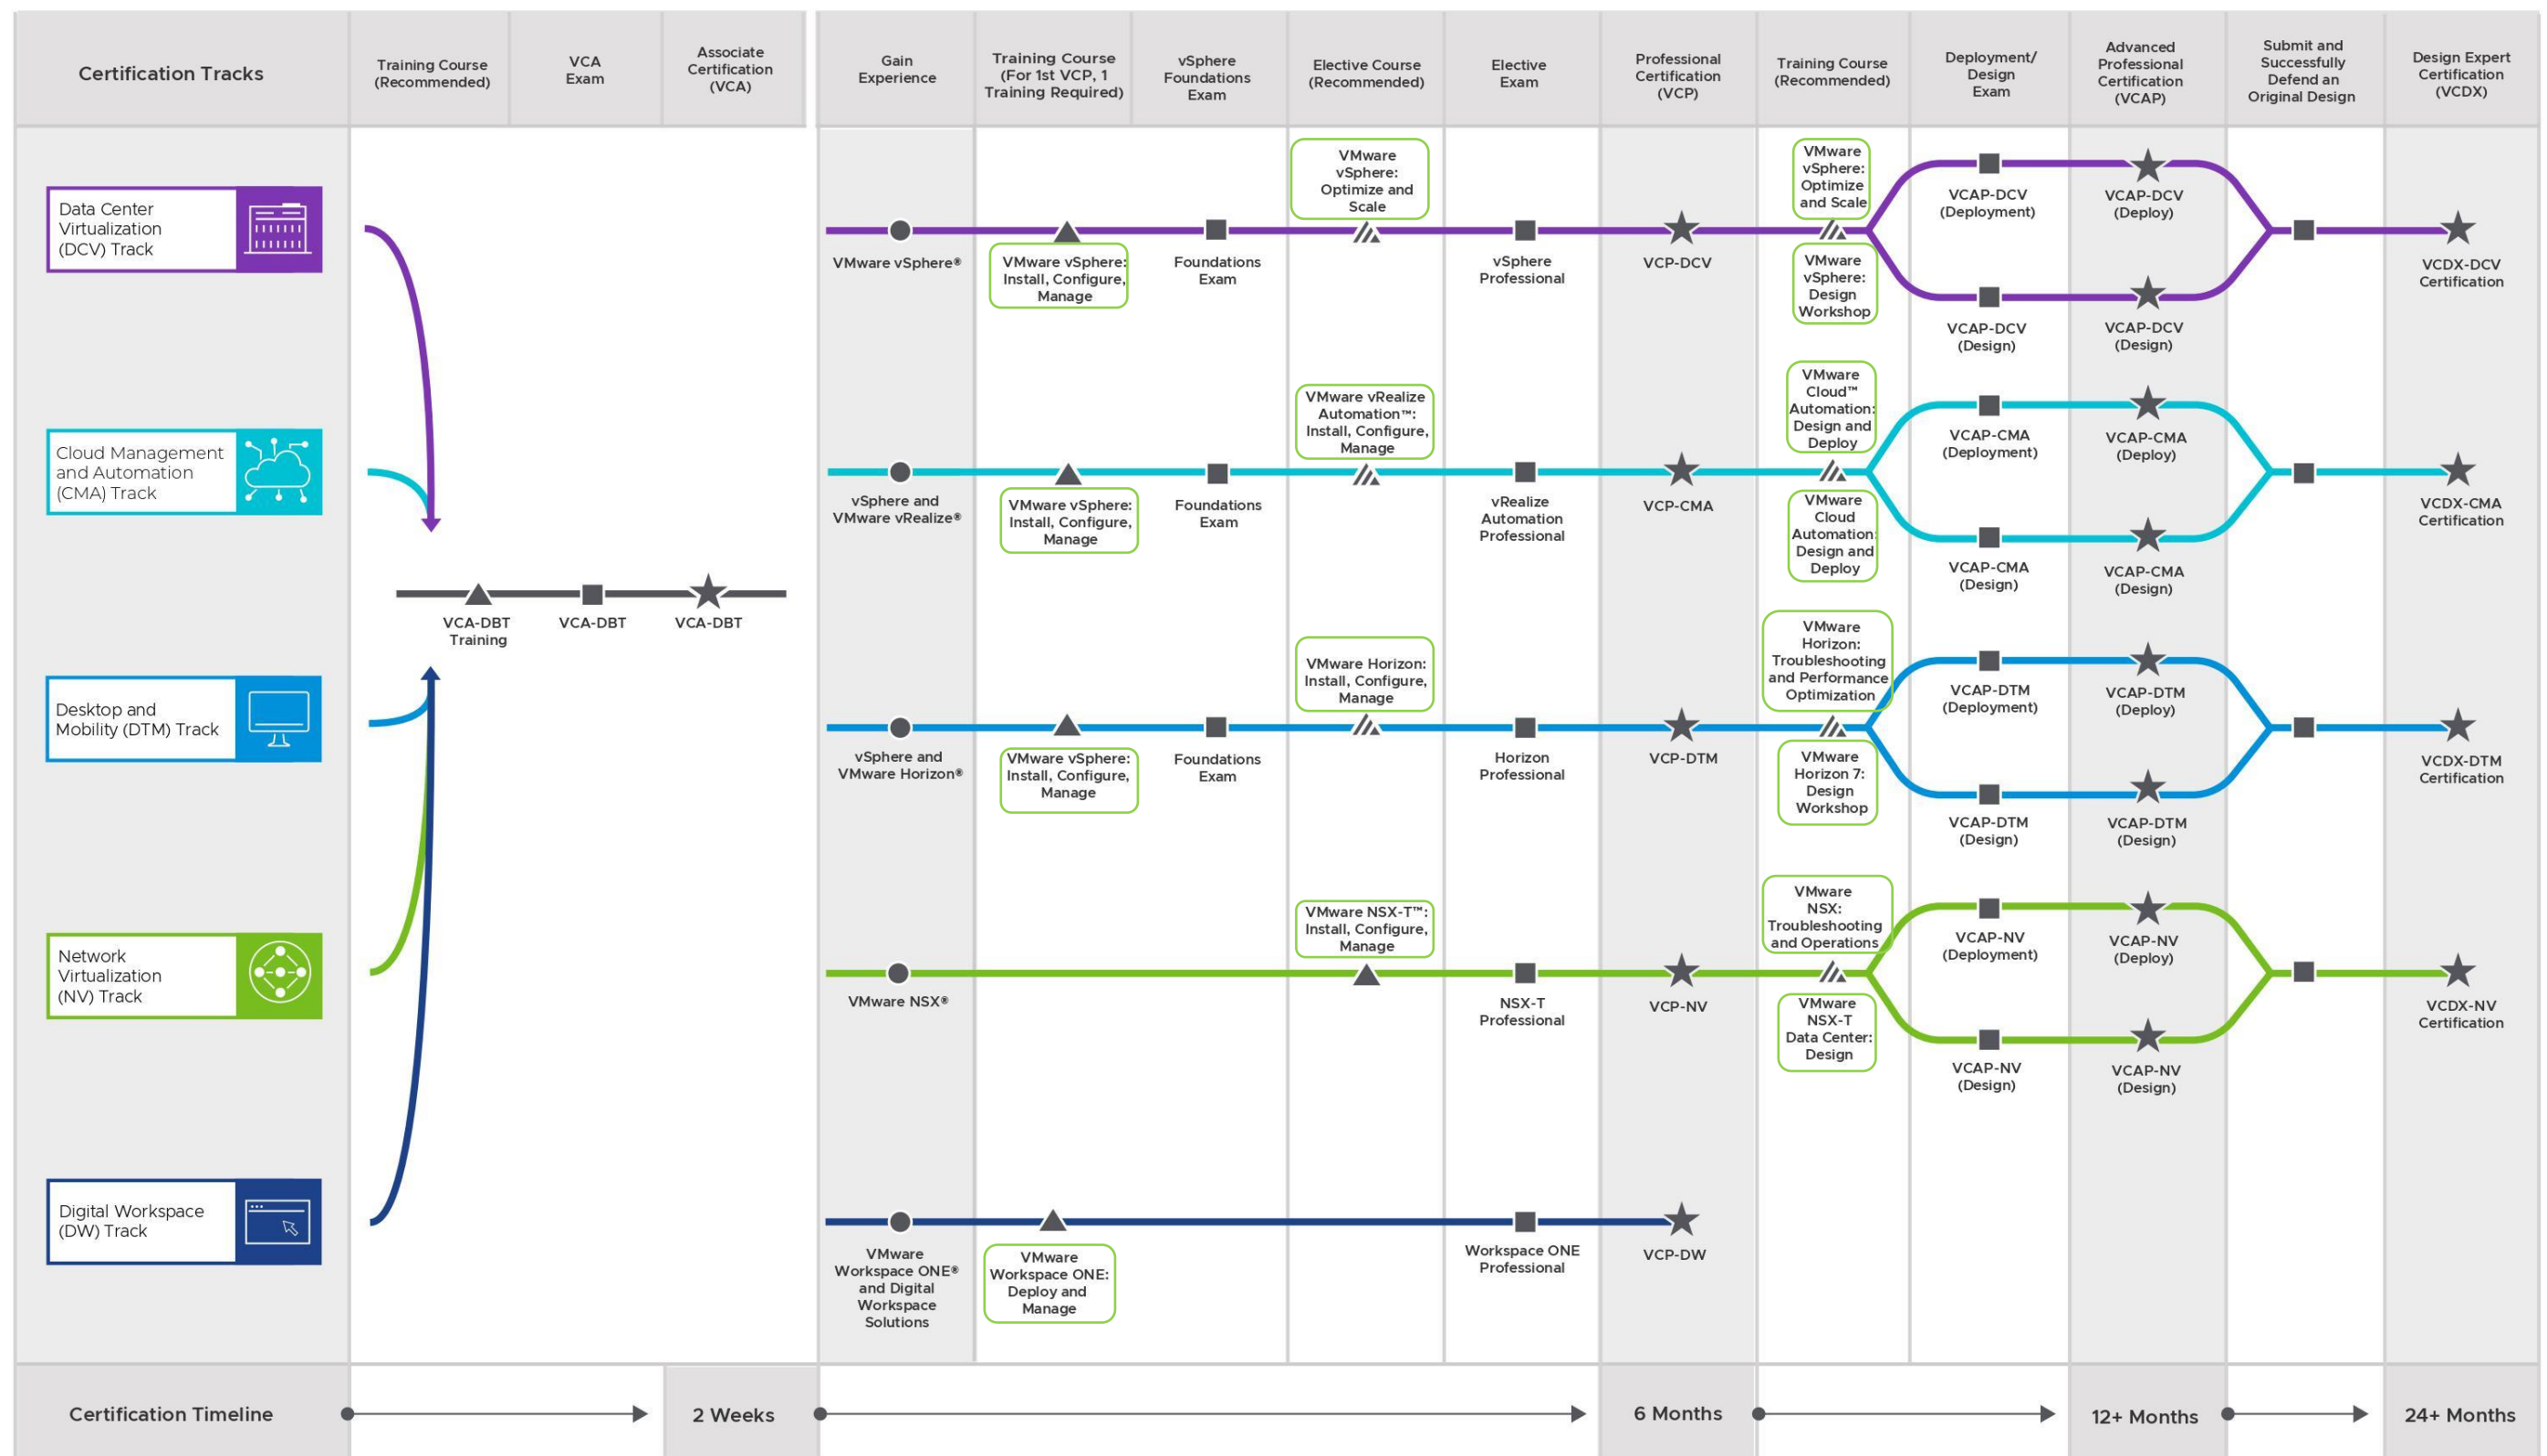 Certification Tracks
Training Course
(Recommended)
VCA
Exam
Associate
Certification
(VCA)
Gain
Experience
Training Course
(For 1st VCP, 1
Training Required)
vSphere
Foundations
Exam
Elective Course
(Recommended)
Elective
Exam
Professional
Certification
(VCP)
Training Course
(Recommended)
Deployment/
Design
Exam
Advanced
Professional
Certification
(VCAP)
Submit and
Successfully
Defend an
Original Design
Design Expert
Certification
(VCDX)
Data Center
Virtualization
(DCV) Track
VMware vSphere®
VMware vSphere:
Install, Configure,
Manage
Foundations
Exam
VMware
vSphere:
Optimize and
Scale
vSphere
Professional
VCP-DCV
VMware
vSphere:
Optimize
and Scale
VMware
vSphere:
Design
Workshop
VCAP-DCV
(Deployment)
VCAP-DCV
(Deploy)
VCAP-DCV
(Design)
VCAP-DCV
(Design)
VCDX-DCV
Certification
Cloud Management
and Automation
(CMA) Track
vSphere and
VMware vRealize®
VMware vSphere:
Install, Configure,
Manage
Foundations
Exam
VMware vRealize
Automation™:
Install, Configure,
Manage
vRealize
Automation
Professional
VCP-CMA
VMware
Cloud™
Automation:
Design and
Deploy
VMware
Cloud
Automation:
Design and
Deploy
VCAP-CMA
(Deployment)
VCAP-CMA
(Deploy)
VCAP-CMA
(Design)
VCAP-CMA
(Design)
VCDX-CMA
Certification
VCA-DBT
Training
VCA-DBT
VCA-DBT
Desktop and
Mobility (DTM) Track
vSphere and
VMware Horizon®
VMware vSphere:
Install, Configure,
Manage
Foundations
Exam
VMware Horizon:
Install, Configure,
Manage
Horizon
Professional
VCP-DTM
VMware
Horizon:
Troubleshooting
and Performance
Optimization
VMware
Horizon 7:
Design
Workshop
VCAP-DTM
(Deployment)
VCAP-DTM
(Deploy)
VCAP-DTM
(Design)
VCAP-DTM
(Design)
VCDX-DTM
Certification
Network
Virtualization
(NV) Track
VMware NSX®
VMware NSX-T™:
Install, Configure,
Manage
NSX-T
Professional
VCP-NV
VMware
NSX:
Troubleshooting
and Operations
VMware
NSX-T
Data Center:
Design
VCAP-NV
(Deployment)
VCAP-NV
(Deploy)
VCAP-NV
(Design)
VCAP-NV
(Design)
VCDX-NV
Certification
Digital Workspace
(DW) Track
VMware
Workspace ONE®
and Digital
Workspace
Solutions
VMware
Workspace ONE:
Deploy and
Manage
Workspace ONE
Professional
VCP-DW
Certification Timeline
2 Weeks
6 Months
12+ Months
24+ Months